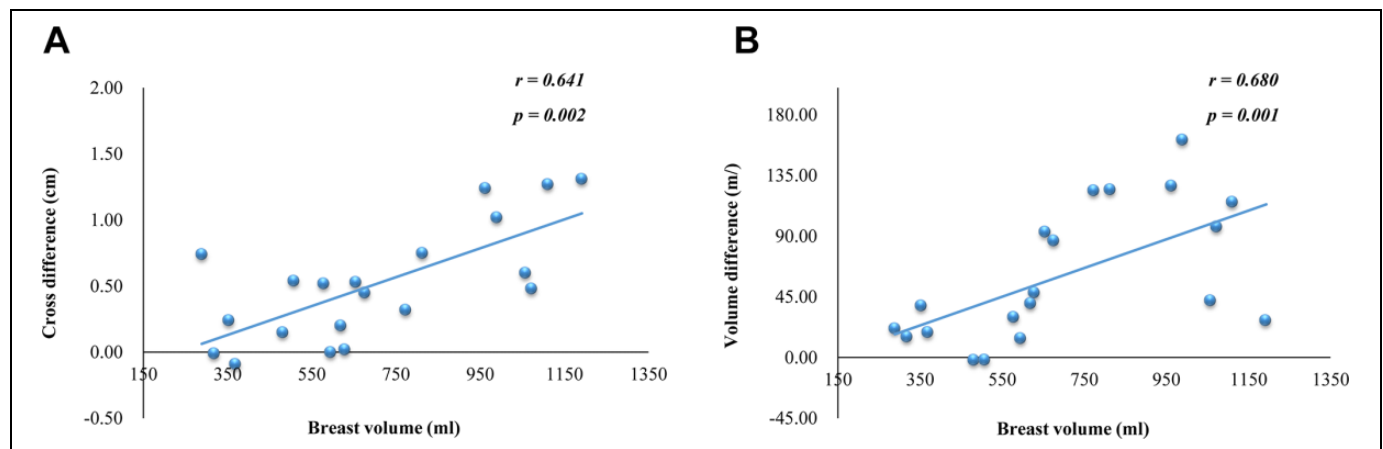 A
r = 0.641
p = 0.002
2.00
1.50
1.00
0.50
0.00
-0.50
150 350 550 750 950 1150 1350
Cross difference (cm)
Breast volume (ml)
B
r = 0.680
p = 0.001
180.00
135.00
90.00
45.00
0.00
-45.00
150 350 550 750 950 1150 1350
Volume difference (m/)
Breast volume (ml)